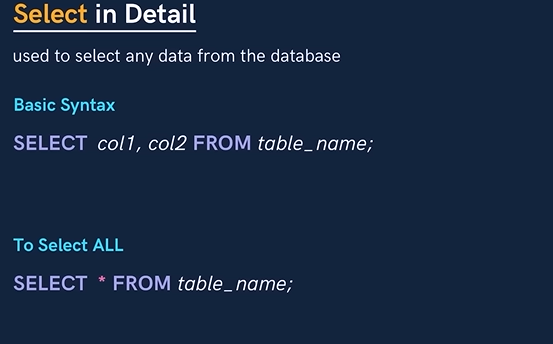 Select in Detail
used to select any data from the database
Basic Syntax
SELECT col1, col2 FROM table_name;
To Select ALL
SELECT * FROM table_name;